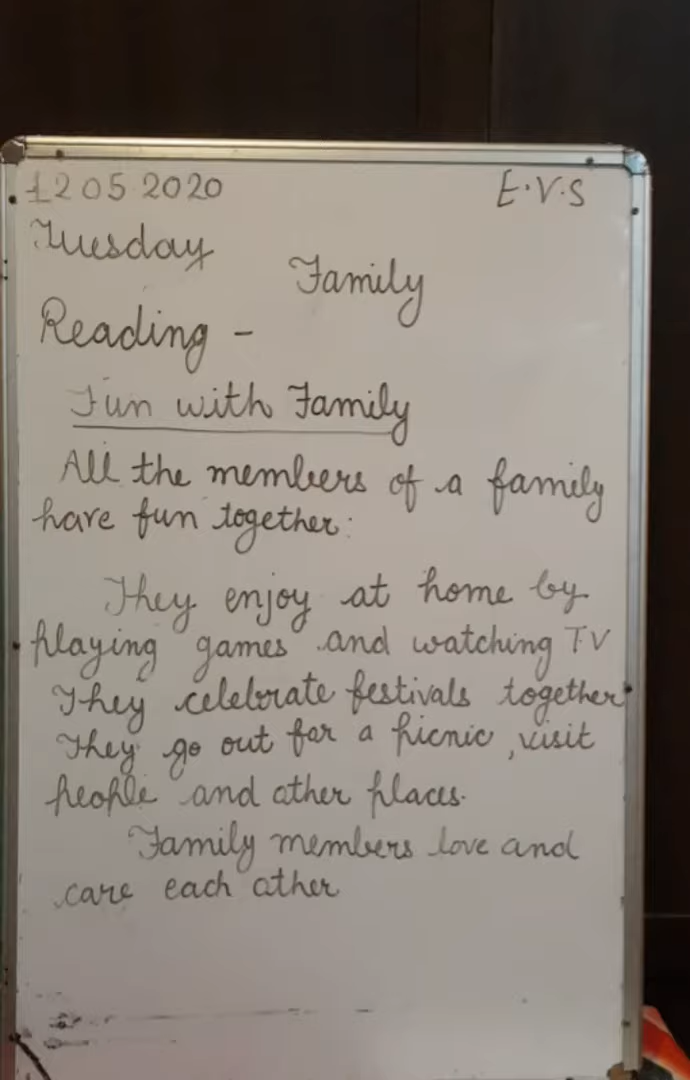 12 05 2020 E.V.S
Tuesday
Family
Reading -
Fun with Family
All the members of a family
have fun together:
They enjoy at home by
playing games and watching TV
They celebrate festivals together
They go out for a picnic, visit
people and other places.
Family members love and
care each other